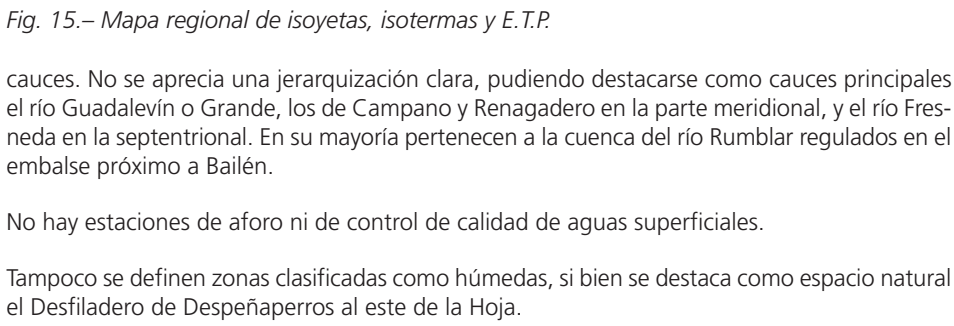 Fig. 15.– Mapa regional de isoyetas, isotermas y E.T.P.
cauces. No se aprecia una jerarquización clara, pudiendo destacarse como cauces principales
el río Guadalevín o Grande, los de Campano y Renagadero en la parte meridional, y el río Fres-
neda en la septentrional. En su mayoría pertenecen a la cuenca del río Rumblar regulados en el
embalse próximo a Bailén.
No hay estaciones de aforo ni de control de calidad de aguas superficiales.
Tampoco se definen zonas clasificadas como húmedas, si bien se destaca como espacio natural
el Desfiladero de Despeñaperros al este de la Hoja.